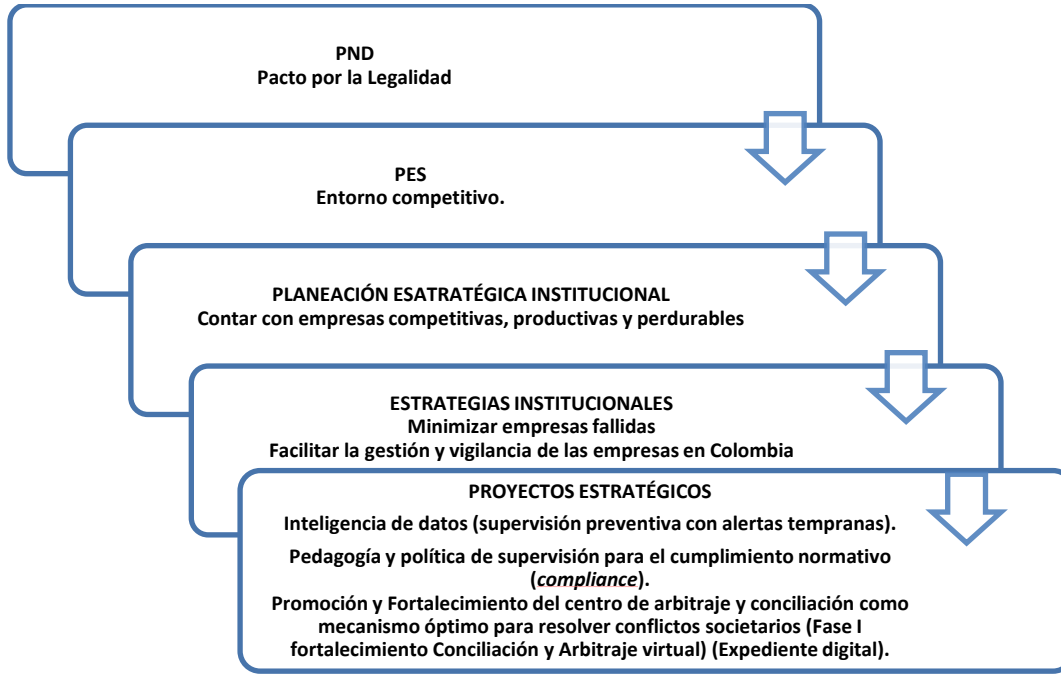 PND
Pacto por la Legalidad
PES
Entorno competitivo.
PLANEACIÓN ESATRATÉGICA INSTITUCIONAL
Contar con empresas competitivas, productivas y perdurables
ESTRATEGIAS INSTITUCIONALES
Minimizar empresas fallidas
Facilitar la gestión y vigilancia de las empresas en Colombia
PROYECTOS ESTRATÉGICOS
Inteligencia de datos (supervisión preventiva con alertas tempranas).
Pedagogía y política de supervisión para el cumplimiento normativo
(compliance).
Promoción y Fortalecimiento del centro de arbitraje y conciliación como
mecanismo óptimo para resolver conflictos societarios (Fase I
fortalecimiento Conciliación y Arbitraje virtual) (Expediente digital).